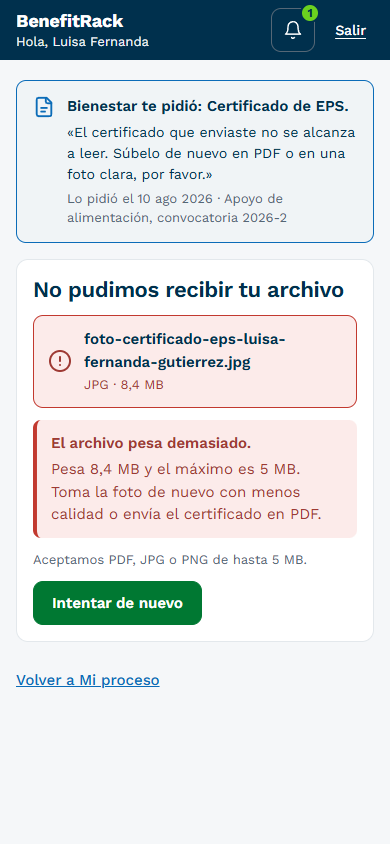 BenefitRack
Hola, Luisa Fernanda
1
Salir
Bienestar te pidió: Certificado de EPS.
«El certificado que enviaste no se alcanza
a leer. Súbelo de nuevo en PDF o en una
foto clara, por favor.»
Lo pidió el 10 ago 2026 · Apoyo de
alimentación, convocatoria 2026-2
No pudimos recibir tu archivo
foto-certificado-eps-luisa-
fernanda-gutierrez.jpg
JPG · 8,4 MB
El archivo pesa demasiado.
Pesa 8,4 MB y el máximo es 5 MB.
Toma la foto de nuevo con menos
calidad o envía el certificado en PDF.
Aceptamos PDF, JPG o PNG de hasta 5 MB.
Intentar de nuevo
Volver a Mi proceso